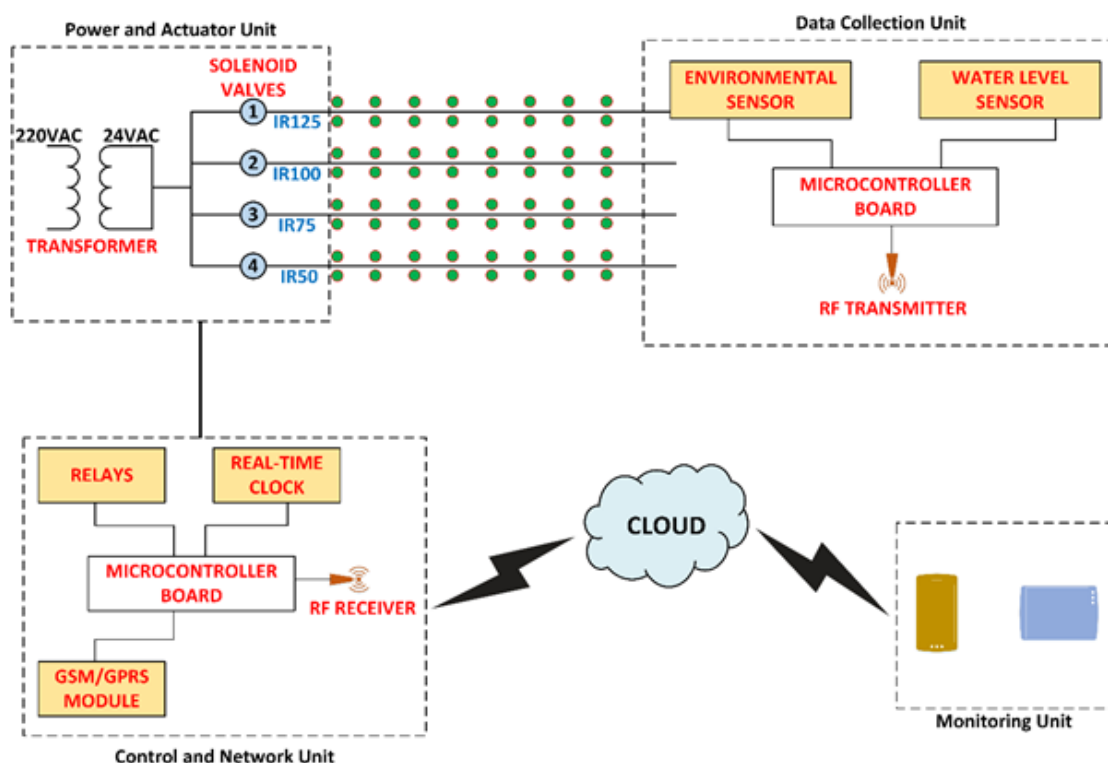 Power and Actuator Unit
SOLENOID
VALVES
220VAC 24VAC
TRANSFORMER
1
IR125
2
IR100
3
IR75
4
IR50
Data Collection Unit
ENVIRONMENTAL
SENSOR
WATER LEVEL
SENSOR
MICROCONTROLLER
BOARD
RF TRANSMITTER
RELAYS
REAL-TIME
CLOCK
MICROCONTROLLER
BOARD
RF RECEIVER
GSM/GPRS
MODULE
Control and Network Unit
CLOUD
Monitoring Unit